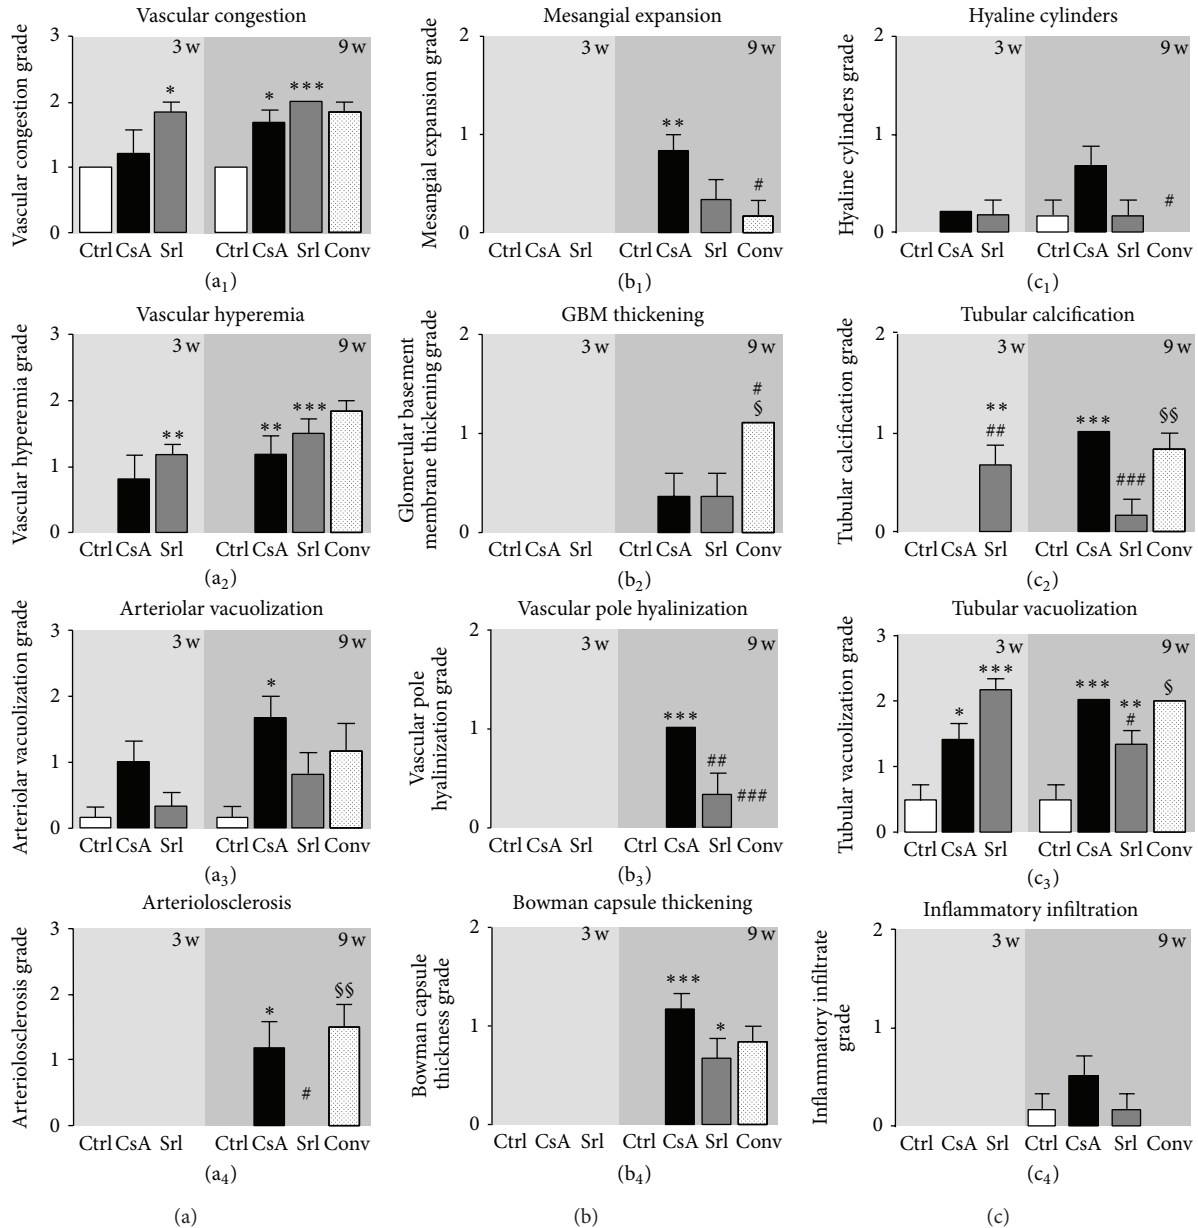 Vascular congestion
Vascular congestion grade
3
2
1
0
3 w
9 w
*
*
***
Ctrl CsA Srl Ctrl CsA Srl Conv
(a1)
Mesangial expansion
Mesangial expansion grade
2
1
0
3 w
9 w
**
#
Ctrl CsA Srl Ctrl CsA Srl Conv
(b1)
Hyaline cylinders
Hyaline cylinders grade
2
1
0
3 w
9 w
#
Ctrl CsA Srl Ctrl CsA Srl Conv
(c1)
Vascular hyperemia
Vascular hyperemia grade
3
2
1
0
3 w
9 w
**
**
***
Ctrl CsA Srl Ctrl CsA Srl Conv
(a2)
GBM thickening
Glomerular basement
membrane thickening grade
2
1
0
3 w
9 w
#
§
Ctrl CsA Srl Ctrl CsA Srl Conv
(b2)
Tubular calcification
Tubular calcification grade
2
1
0
3 w
9 w
**
##
***
###
§§
Ctrl CsA Srl Ctrl CsA Srl Conv
(c2)
Arteriolar vacuolization
Arteriolar vacuolization grade
3
2
1
0
3 w
9 w
*
Ctrl CsA Srl Ctrl CsA Srl Conv
(a3)
Vascular pole hyalinization
Vascular pole
hyalinization grade
2
1
0
3 w
9 w
***
##
###
Ctrl CsA Srl Ctrl CsA Srl Conv
(b3)
Tubular vacuolization
Tubular vacuolization grade
3
2
1
0
3 w
9 w
*
***
***
**
#
§
Ctrl CsA Srl Ctrl CsA Srl Conv
(c3)
Arteriolosclerosis
Arteriolosclerosis grade
3
2
1
0
3 w
9 w
*
#
§§
Ctrl CsA Srl Ctrl CsA Srl Conv
(a4)
Bowman capsule thickening
Bowman capsule
thickness grade
2
1
0
3 w
9 w
***
*
Ctrl CsA Srl Ctrl CsA Srl Conv
(b4)
Inflammatory infiltration
Inflammatory infiltrate
grade
2
1
0
3 w
9 w
Ctrl CsA Srl Ctrl CsA Srl Conv
(c4)
(a)
(b)
(c)